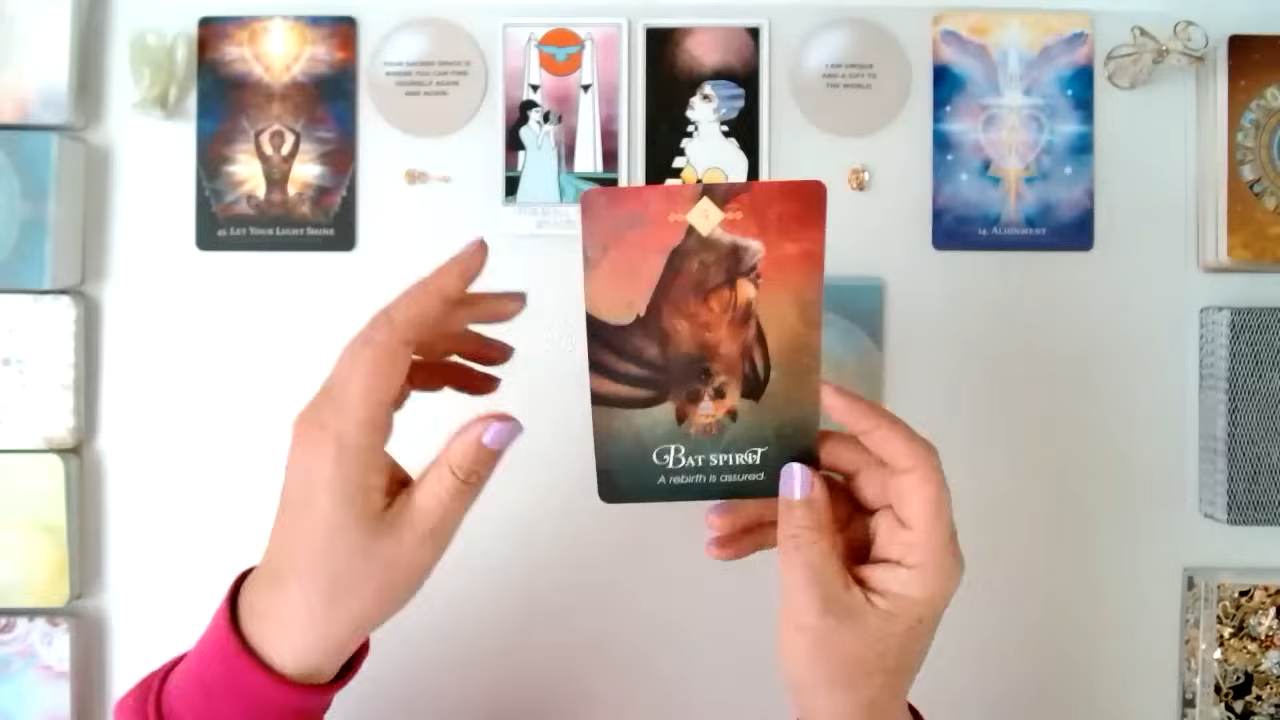 YOUR SACRED SPACE IS
WHERE YOU CAN FIND
YOURSELF AGAIN
AND AGAIN.
I AM UNIQUE
AND A GIFT TO
THE WORLD
45 LET YOUR LIGHT SHINE
14. ALIGNMENT
5
BAT SPIRIT
A rebirth is assured.